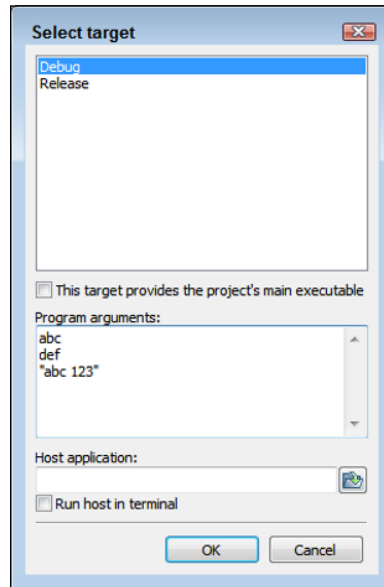 Select target
Debug
Release
This target provides the project's main executable
Program arguments:
abc
def
"abc 123"
Host application:
Run host in terminal
OK
Cancel